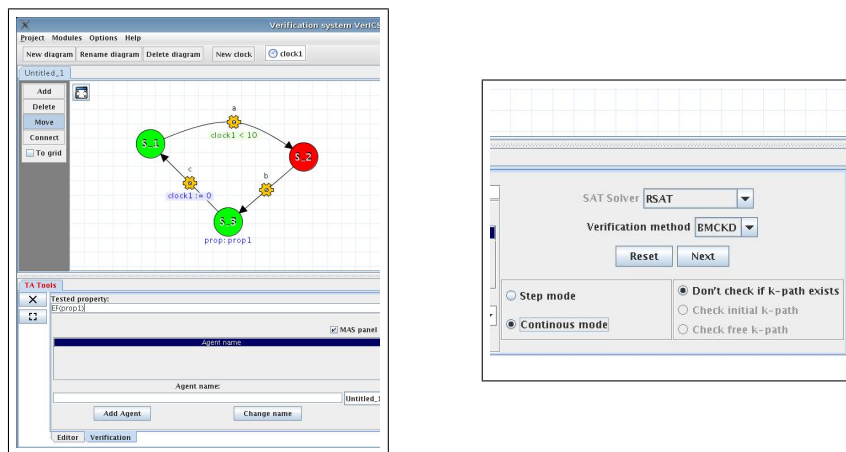 Verification system VerICS
Project Modules Options Help
New diagram Rename diagram Delete diagram New clock clock1
Untitled_1
Add
Delete
Move
Connect
To grid
a
clock1 < 10
S_1
S_2
c
b
clock1 := 0
S_3
prop: prop1
TA Tools
Tested property:
EF(prop1)
MAS panel
Agent name
Agent name:
Untitled_1
Add Agent Change name
Editor Verification
SAT Solver RSAT
Verification method BMCKD
Reset Next
Step mode
Continous mode
Don't check if k-path exists
Check initial k-path
Check free k-path